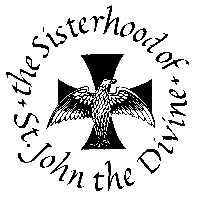 the Sisterhood of
St. John the Divine